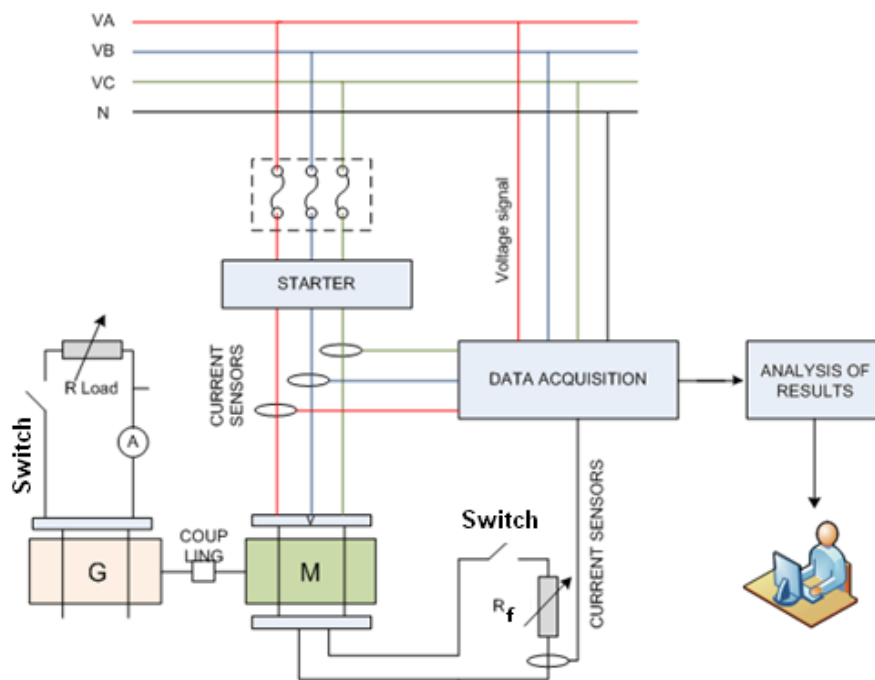 VA
VB
VC
N
Voltage signal
STARTER
R Load
CURRENT
SENSORS
DATA ACQUISITION
ANALYSIS OF
RESULTS
Switch
A
Switch
COUP
LING
G
M
Rf
CURRENT SENSORS